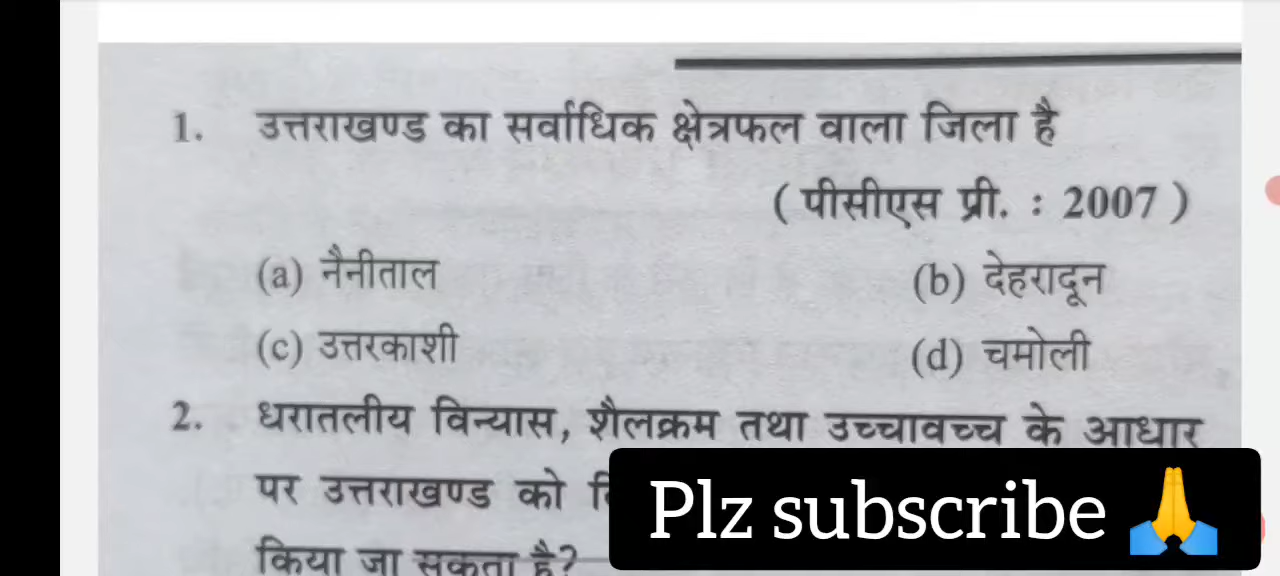 1. उत्तराखण्ड का सर्वाधिक क्षेत्रफल वाला जिला है
( पीसीएस प्री. : 2007 )
(a) नैनीताल (b) देहरादून
(c) उत्तरकाशी (d) चमोली
2. धरातलीय विन्यास, शैलक्रम तथा उच्चावच्च के आधार
पर उत्तराखण्ड को
किया जा सकता है?
Plz subscribe 🙏